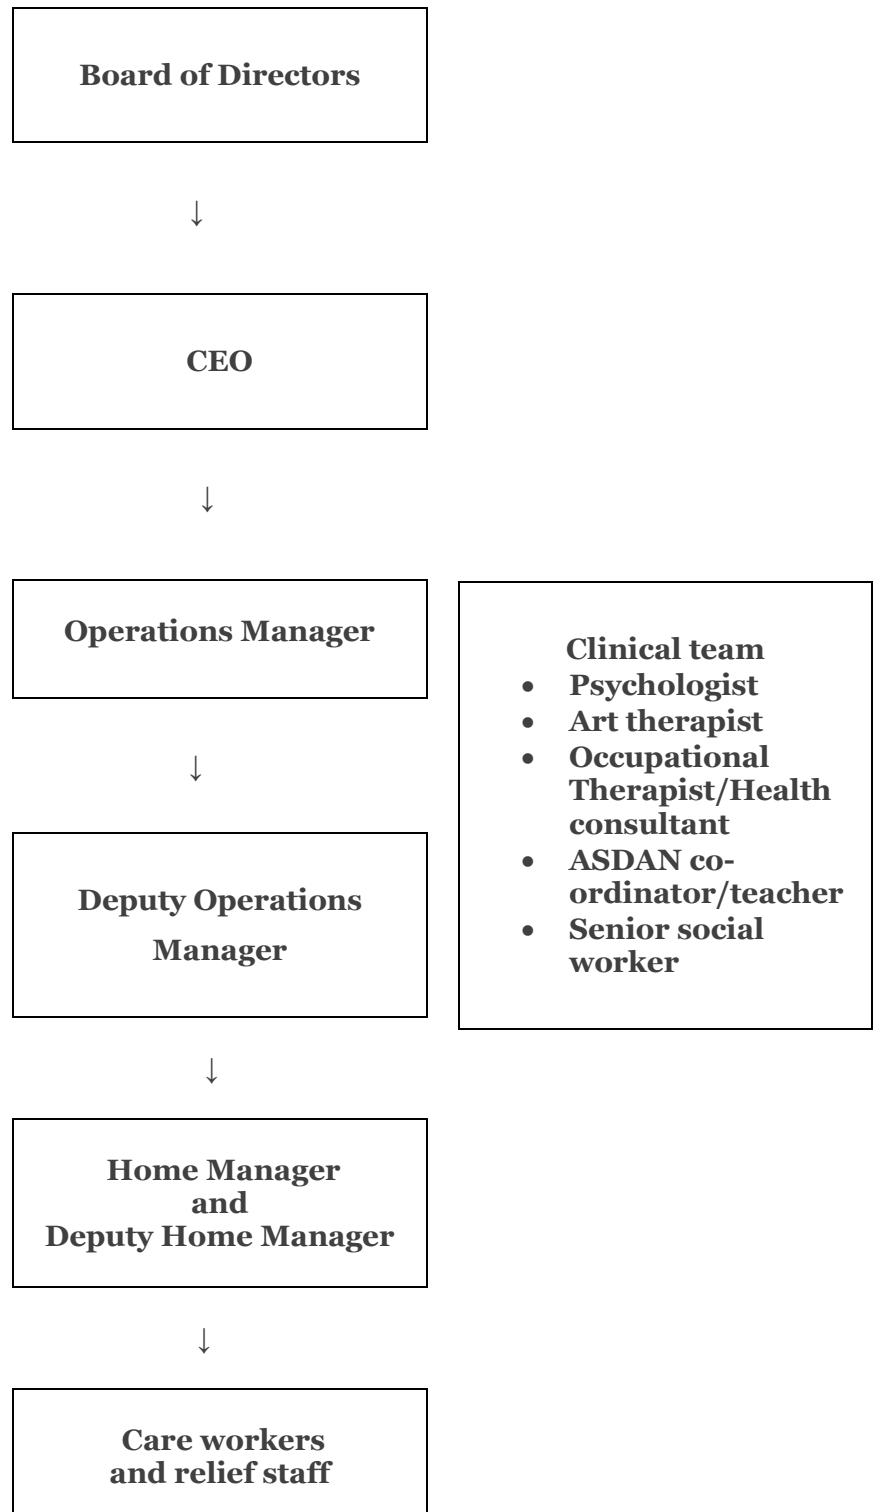 Board of Directors
↓
CEO
↓
Operations Manager
↓
Deputy Operations
Manager
↓
Home Manager
and
Deputy Home Manager
↓
Care workers
and relief staff
Clinical team
• Psychologist
• Art therapist
• Occupational
Therapist/Health
consultant
• ASDAN co-
ordinator/teacher
• Senior social
worker